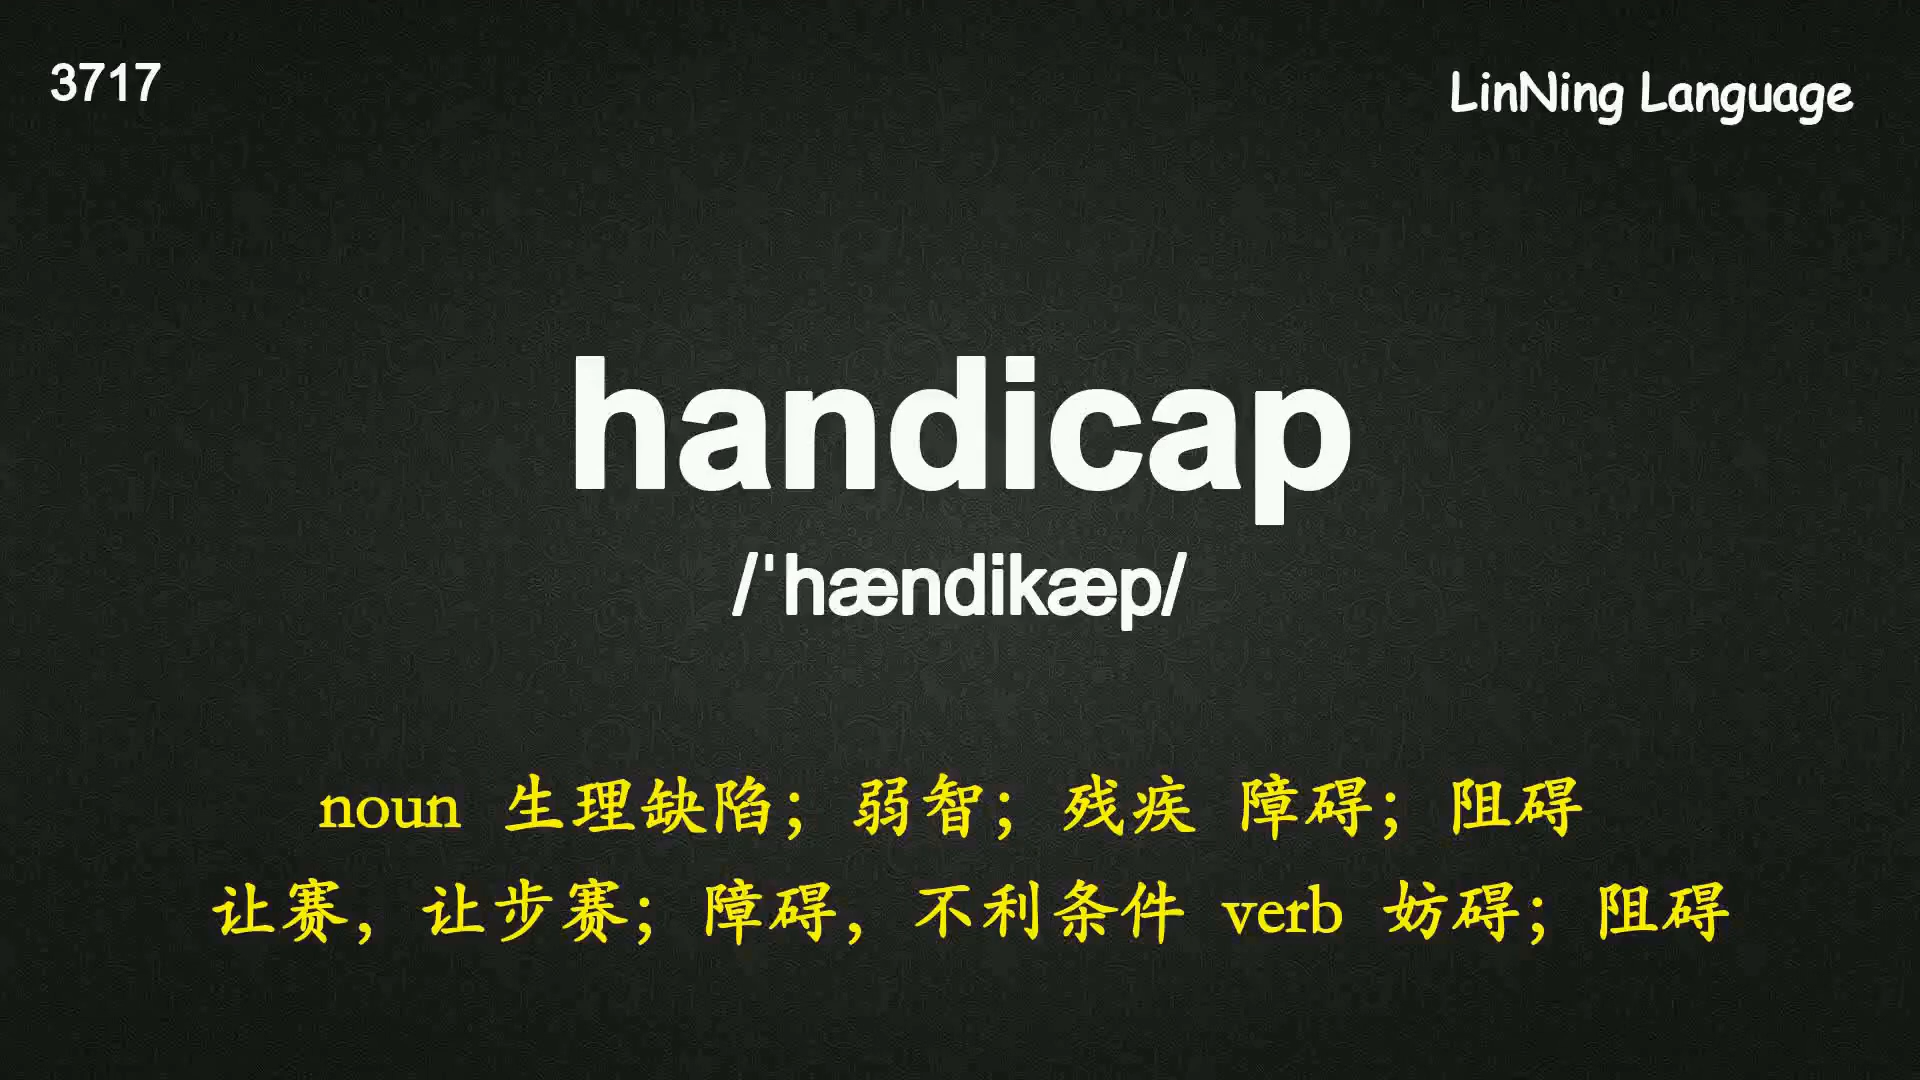 3717
LinNing Language
handicap
/ˈhændikæp/
noun 生理缺陷；弱智；残疾 障碍；阻碍
让赛，让步赛；障碍，不利条件 verb 妨碍；阻碍